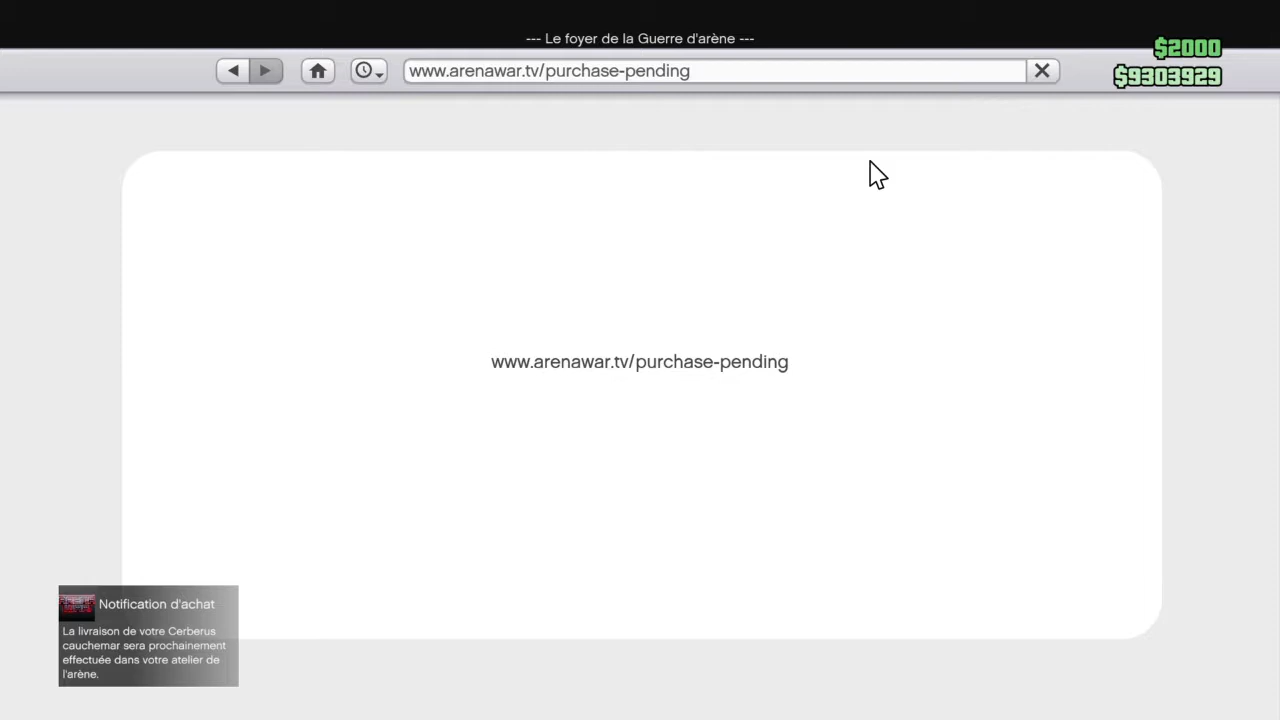 --- Le foyer de la Guerre d'arène ---
$2000
www.arenawar.tv/purchase-pending
$9303929
www.arenawar.tv/purchase-pending
Notification d'achat
La livraison de votre Cerberus
cauchemar sera prochainement
effectuée dans votre atelier de
l'arène.